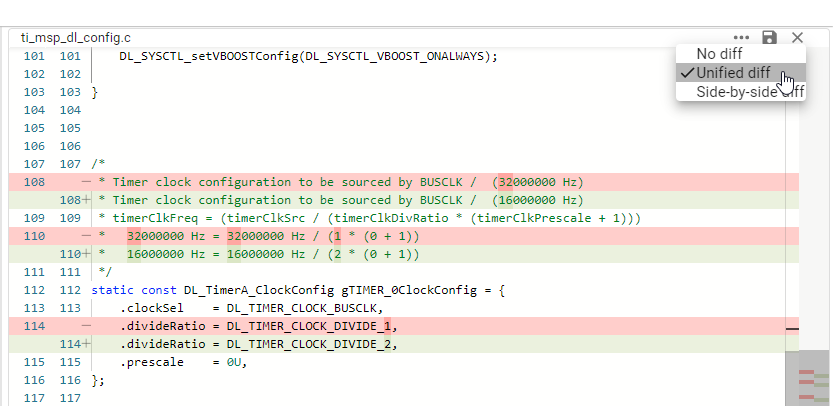 ti_msp_dl_config.c
No diff
Unified diff
Side-by-side diff
101 101 DL_SYSCTL_setVBOOSTConfig(DL_SYSCTL_VBOOST_ONALWAYS);
102 102
103 103 }
104 104
105 105
106 106
107 107 /*
108 − * Timer clock configuration to be sourced by BUSCLK / (32000000 Hz)
108+ * Timer clock configuration to be sourced by BUSCLK / (16000000 Hz)
109 109 * timerClkFreq = (timerClkSrc / (timerClkDivRatio * (timerClkPrescale + 1)))
110 − * 32000000 Hz = 32000000 Hz / (1 * (0 + 1))
110+ * 16000000 Hz = 16000000 Hz / (2 * (0 + 1))
111 111 */
112 112 static const DL_TimerA_ClockConfig gTIMER_0ClockConfig = {
113 113 .clockSel = DL_TIMER_CLOCK_BUSCLK,
114 − .divideRatio = DL_TIMER_CLOCK_DIVIDE_1,
114+ .divideRatio = DL_TIMER_CLOCK_DIVIDE_2,
115 115 .prescale = 0U,
116 116 };
117 117